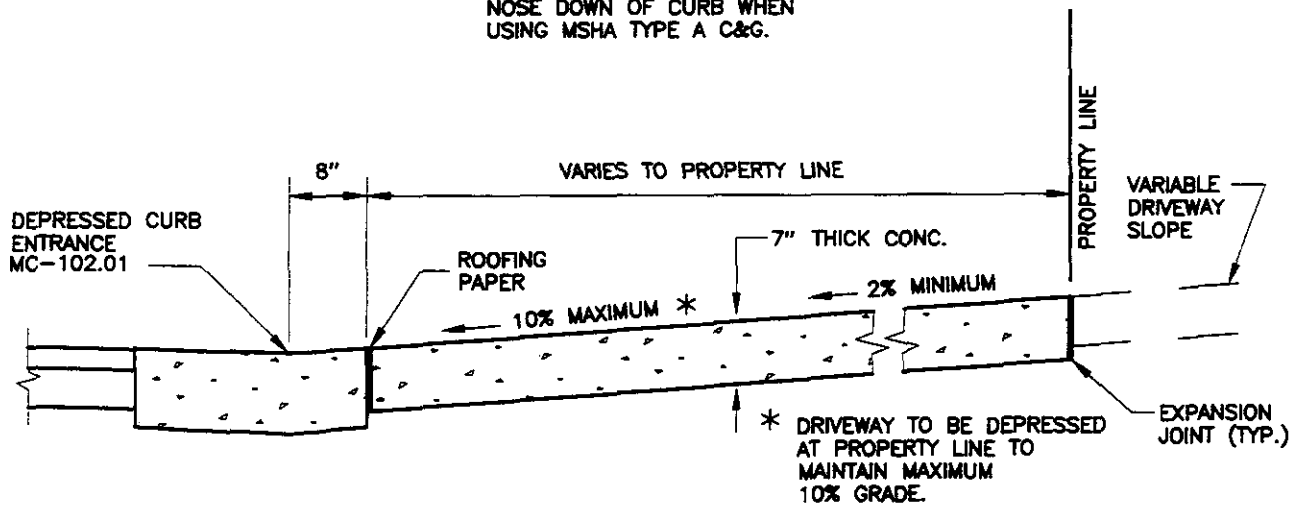 NOSE DOWN OF CURB WHEN
USING MSHA TYPE A C&G.
PROPERTY LINE
8"
VARIES TO PROPERTY LINE
VARIABLE
DRIVEWAY
SLOPE
DEPRESSED CURB
ENTRANCE
MC-102.01
ROOFING
PAPER
7" THICK CONC.
10% MAXIMUM *
2% MINIMUM
* DRIVEWAY TO BE DEPRESSED
AT PROPERTY LINE TO
MAINTAIN MAXIMUM
10% GRADE.
EXPANSION
JOINT (TYP.)